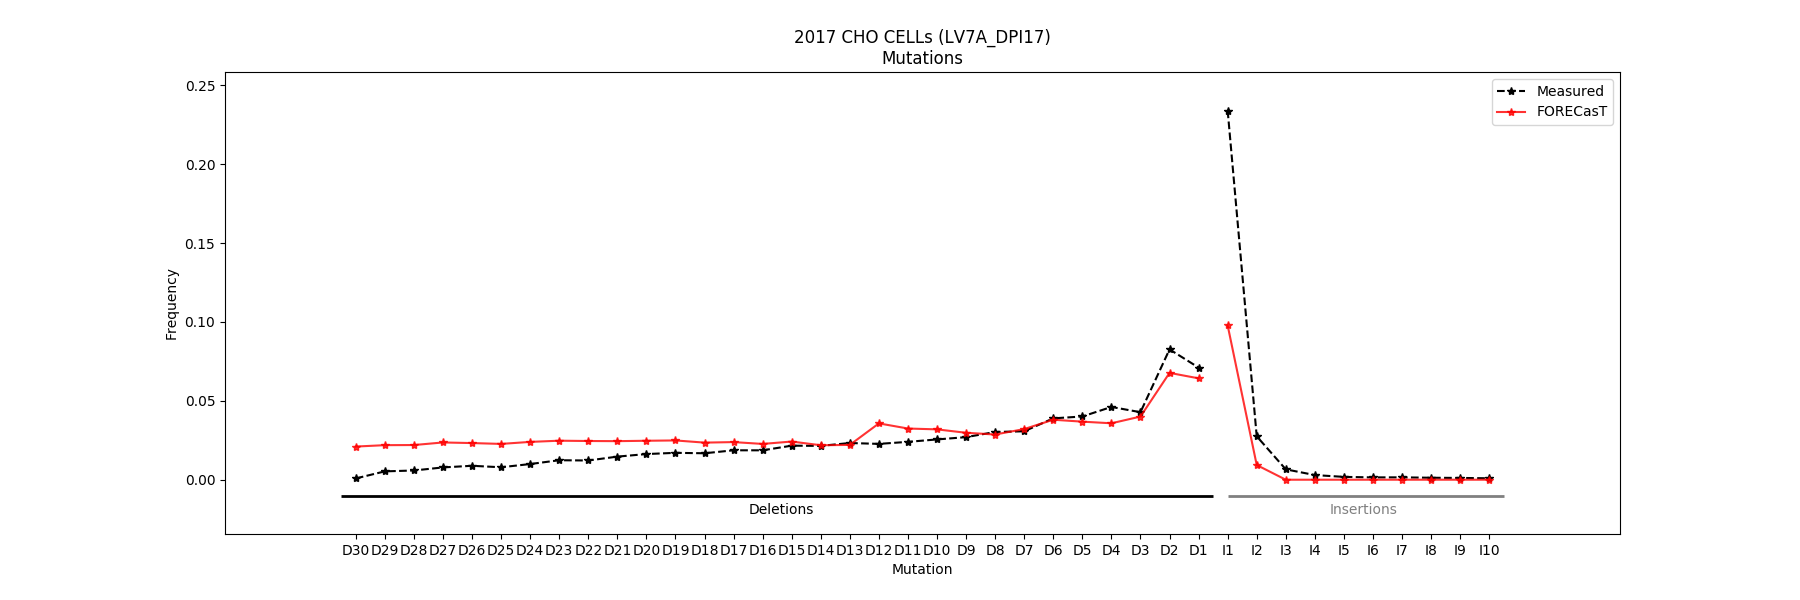 2017 CHO CELLs (LV7A_DPI17)
Mutations
Measured
FORECasT
0.25
0.20
0.15
0.10
0.05
0.00
Frequency
Deletions
Insertions
D30 D29 D28 D27 D26 D25 D24 D23 D22 D21 D20 D19 D18 D17 D16 D15 D14 D13 D12 D11 D10 D9 D8 D7 D6 D5 D4 D3 D2 D1 I1 I2 I3 I4 I5 I6 I7 I8 I9 I10
Mutation